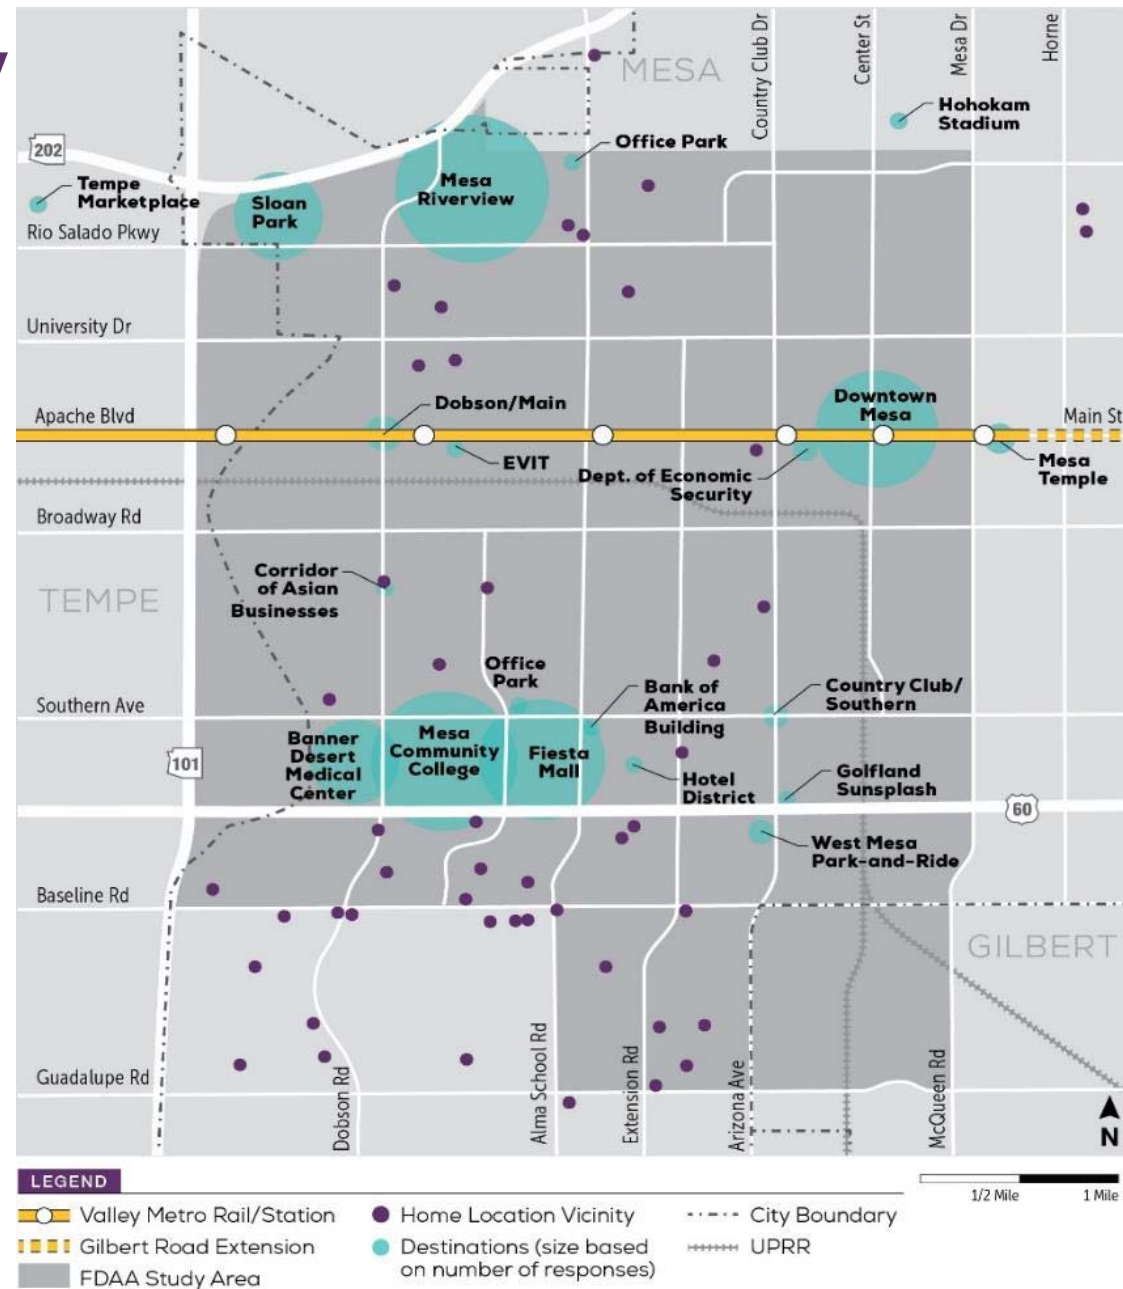 MESA
Country Club Dr
Center St
Mesa Dr
Horne
Hohokam
Stadium
202
Office Park
Tempe
Marketplace
Sloan
Park
Mesa
Riverview
Rio Salado Pkwy
University Dr
Apache Blvd
Dobson/Main
Downtown
Mesa
Main St
EVIT
Dept. of Economic
Security
Mesa
Temple
Broadway Rd
TEMPE
Corridor
of Asian
Businesses
Office
Park
Bank of
America
Building
Country Club/
Southern
Southern Ave
101
Banner
Desert
Medical
Center
Mesa
Community
College
Fiesta
Mall
Hotel
District
Golfland
Sunsplash
60
West Mesa
Park-and-Ride
Baseline Rd
GILBERT
Guadalupe Rd
Dobson Rd
Alma School Rd
Extension Rd
Arizona Ave
McQueen Rd
N
LEGEND
1/2 Mile
1 Mile
Valley Metro Rail/Station
Home Location Vicinity
City Boundary
Gilbert Road Extension
Destinations (size based
on number of responses)
UPRR
FDAA Study Area